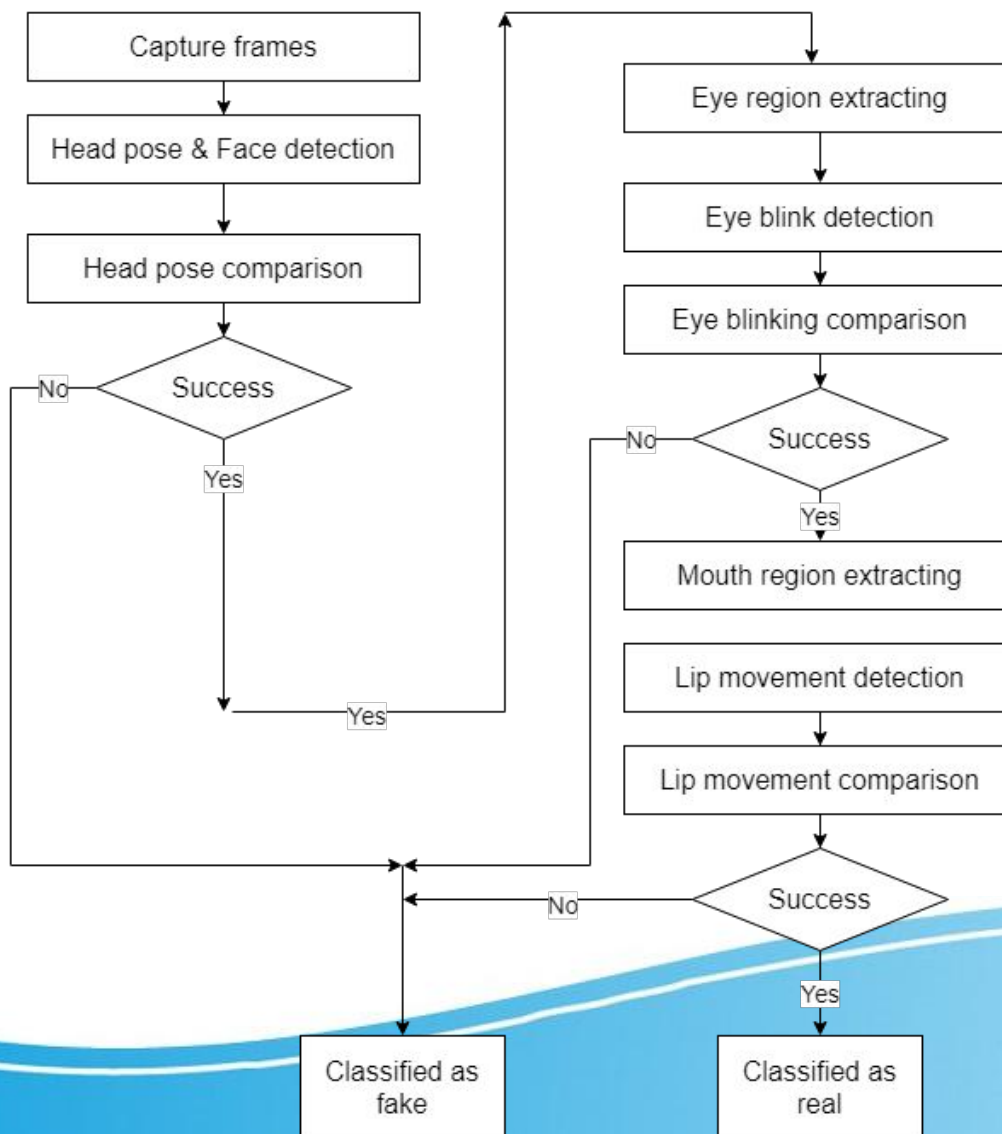 Capture frames
Head pose & Face detection
Head pose comparison
Success
No
Yes
Yes
Eye region extracting
Eye blink detection
Eye blinking comparison
Success
No
Yes
Mouth region extracting
Lip movement detection
Lip movement comparison
Success
No
Yes
Classified as
fake
Classified as
real